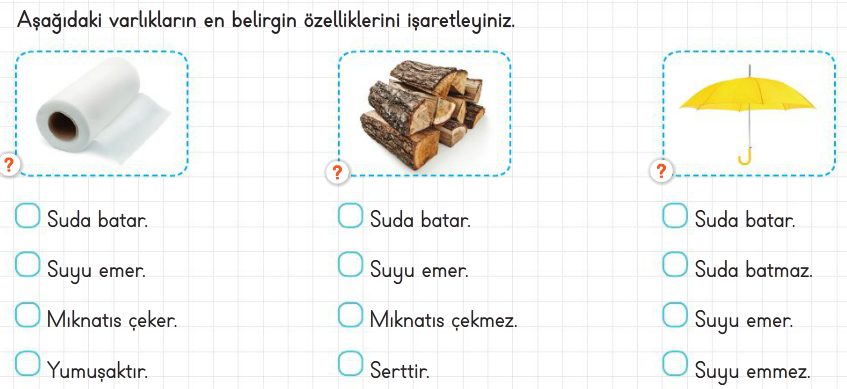 Aşağıdaki varlıkların en belirgin özelliklerini işaretleyiniz.
?
?
?
Suda batar.
Suyu emer.
Mıknatıs çeker.
Yumuşaktır.
Suda batar.
Suyu emer.
Mıknatıs çekmez.
Serttir.
Suda batar.
Suda batmaz.
Suyu emer.
Suyu emmez.